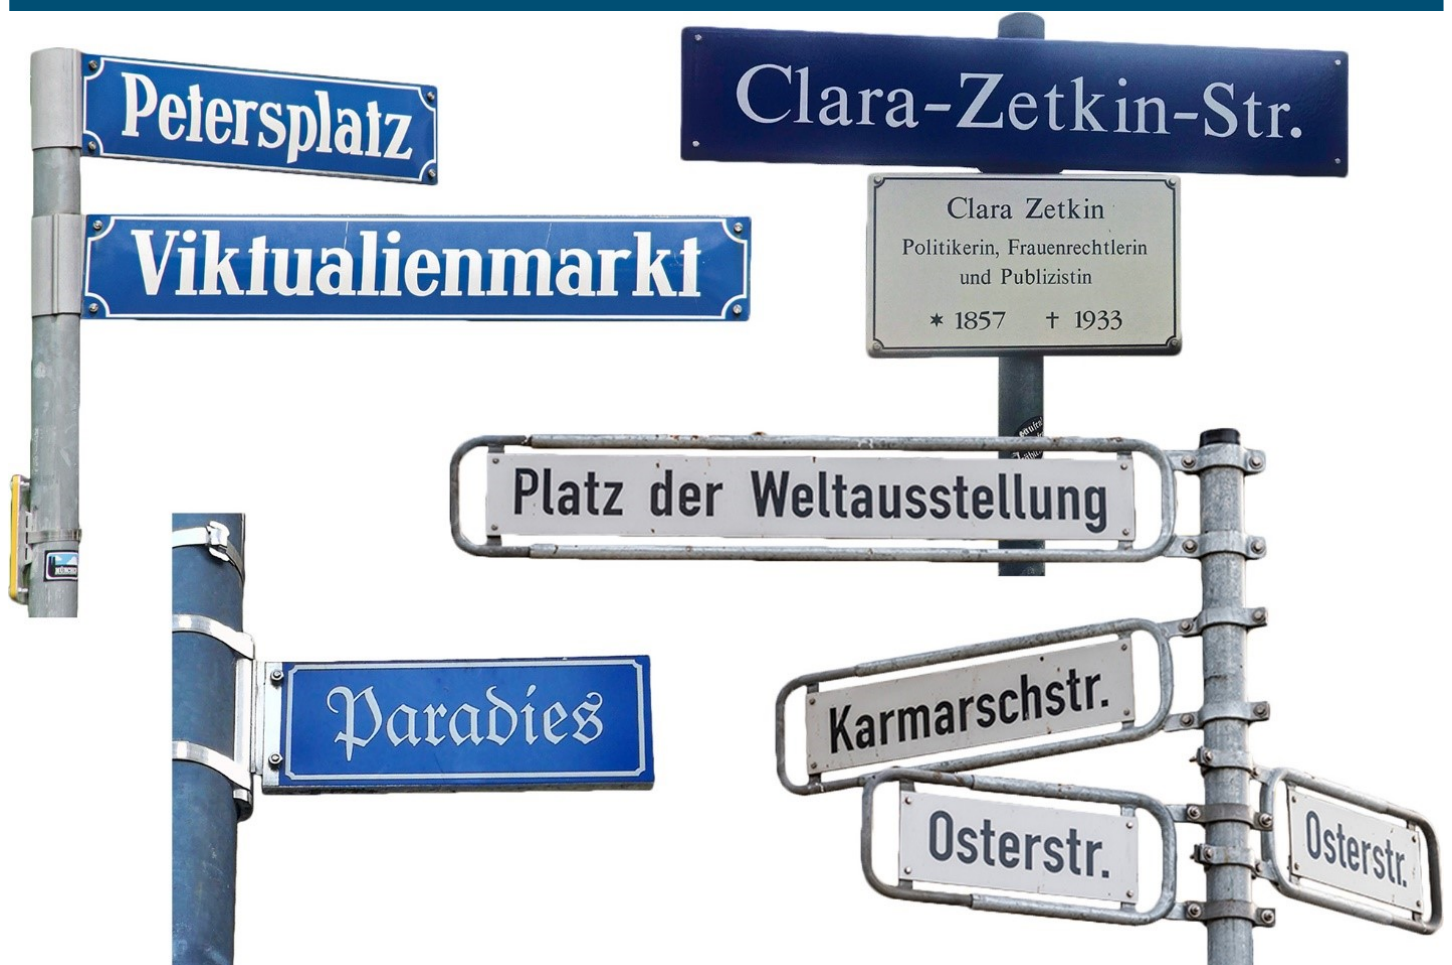 Petersplatz
Viktualienmarkt
Clara-Zetkin-Str.
Clara Zetkin
Politikerin, Frauenrechtlerin
und Publizistin
* 1857 † 1933
Platz der Weltausstellung
Karmarschstr.
Osterstr.
Osterstr.
Paradies